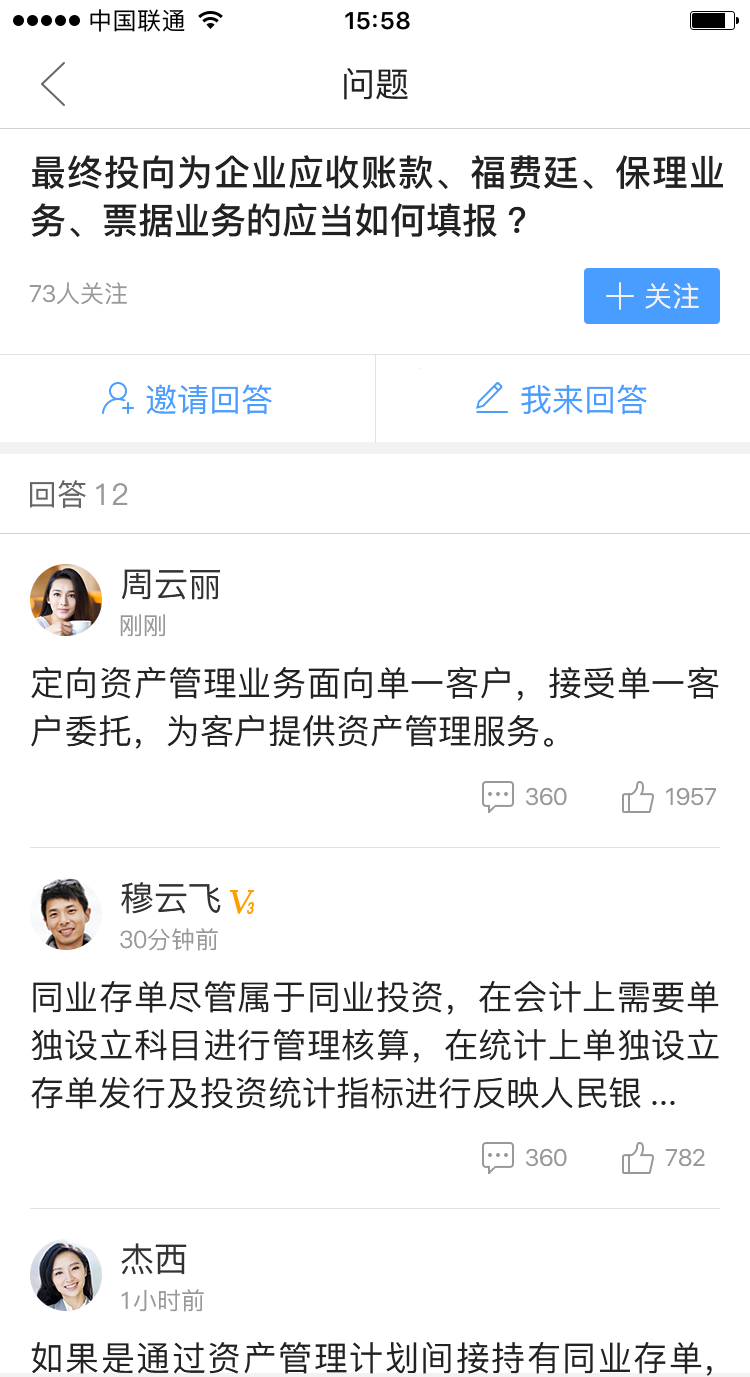 中国联通 15:58
问题
最终投向为企业应收账款、福费廷、保理业
务、票据业务的应当如何填报？
73人关注
关注
邀请回答
我来回答
回答 12
周云丽
刚刚
定向资产管理业务面向单一客户，接受单一客
户委托，为客户提供资产管理服务。
360 1957
穆云飞 V3
30分钟前
同业存单尽管属于同业投资，在会计上需要单
独设立科目进行管理核算，在统计上单独设立
存单发行及投资统计指标进行反映人民银 ...
360 782
杰西
1小时前
如果是通过资产管理计划间接持有同业存单，